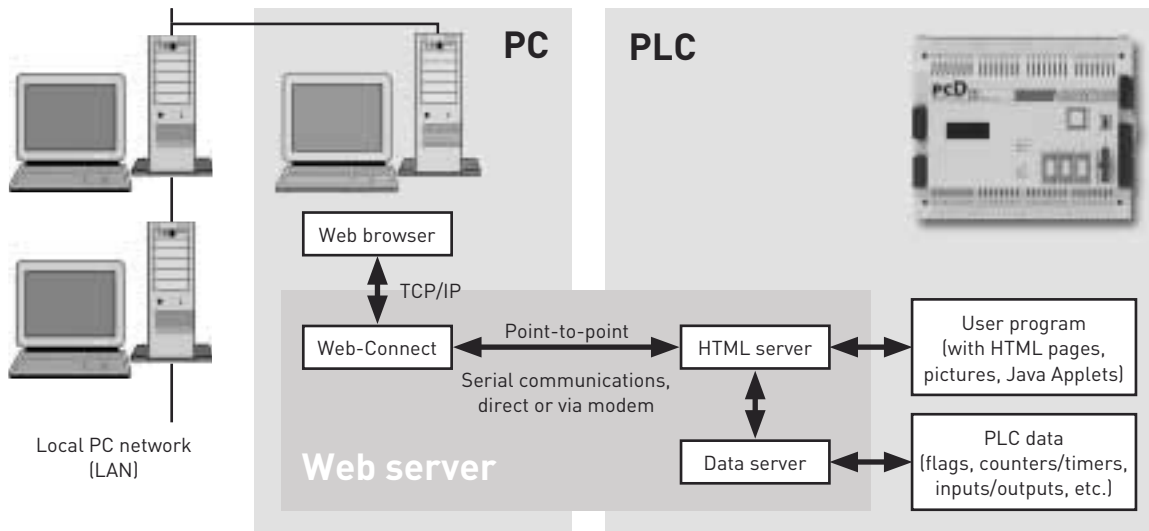 PC
PLC
PCD
Web browser
TCP/IP
Web-Connect
Point-to-point
Serial communications,
direct or via modem
HTML server
User program
(with HTML pages,
pictures, Java Applets)
Data server
PLC data
(flags, counters/timers,
inputs/outputs, etc.)
Web server
Local PC network
(LAN)